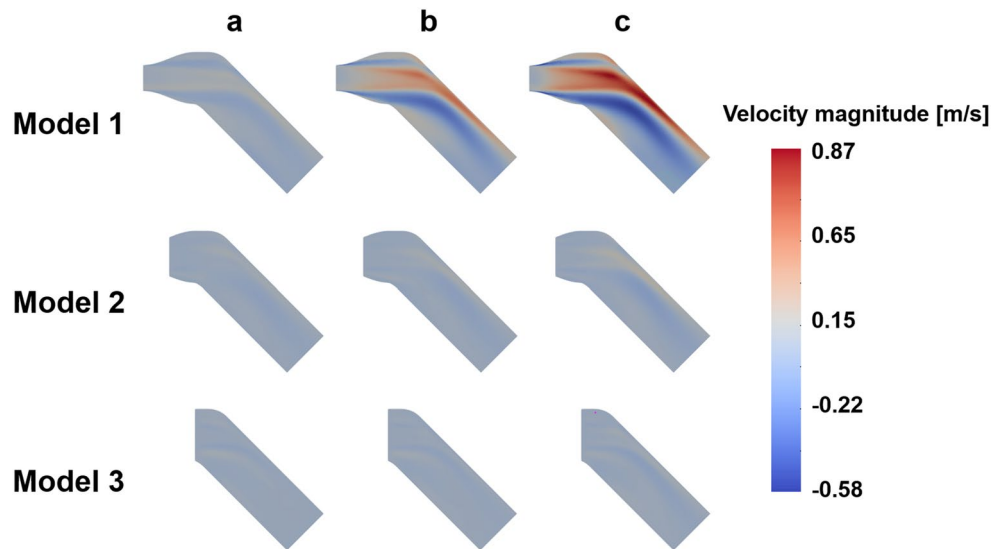 a b c
Model 1
Velocity magnitude [m/s]
0.87
0.65
0.15
-0.22
-0.58
Model 2
Model 3